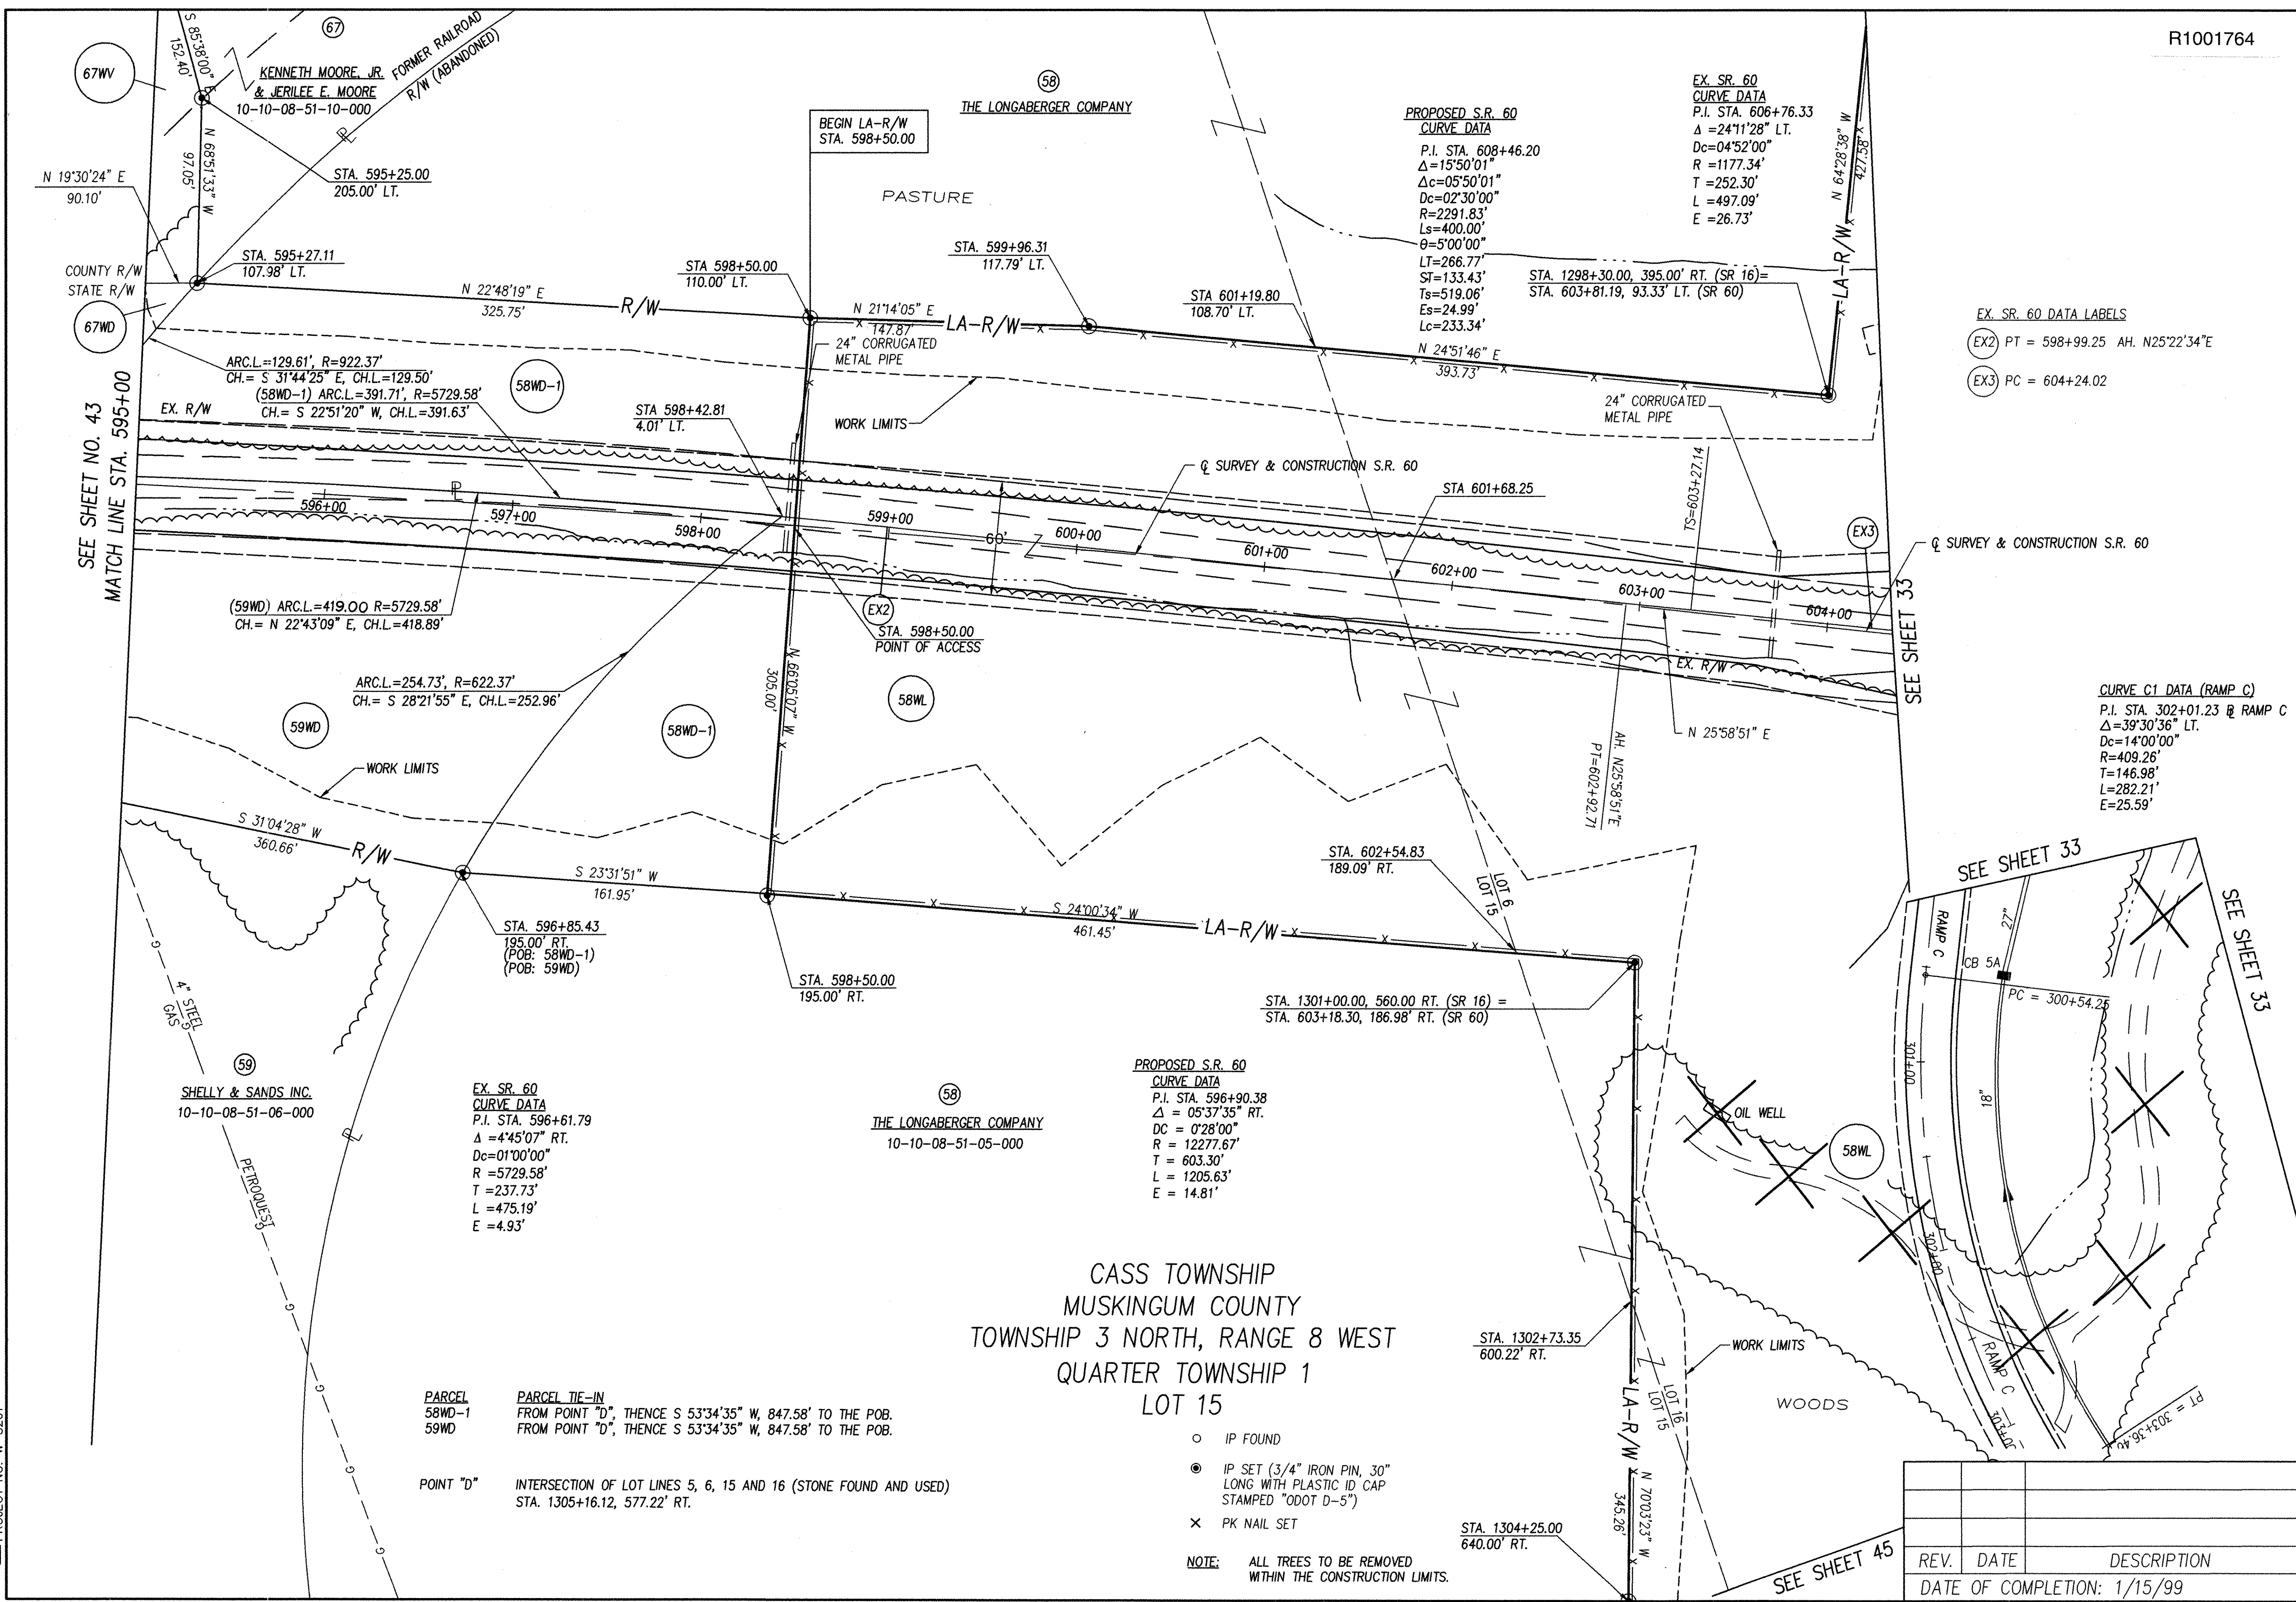 R1001764
67WV
S 85°38'00" E
152.40'
67
KENNETH MOORE, JR.
& JERILEE E. MOORE
10-10-08-51-10-000
FORMER RAILROAD
R/W (ABANDONED)
N 68°51'33" W
97.05'
N 19°30'24" E
90.10'
STA. 595+25.00
205.00' LT.
COUNTY R/W
STATE R/W
67WD
STA. 595+27.11
107.98' LT.
BEGIN LA-R/W
STA. 598+50.00
58
THE LONGABERGER COMPANY
PASTURE
STA 598+50.00
110.00' LT.
N 22°48'19" E
325.75'
R/W
N 21°14'05" E
147.87'
LA-R/W
STA. 599+96.31
117.79' LT.
STA 601+19.80
108.70' LT.
N 24°51'46" E
393.73'
PROPOSED S.R. 60
CURVE DATA
P.I. STA. 608+46.20
Δ=15°50'01"
Δc=05°50'01"
Dc=02°30'00"
R=2291.83'
Ls=400.00'
θ=5°00'00"
LT=266.77'
ST=133.43'
Ts=519.06'
Es=24.99'
Lc=233.34'
EX. SR. 60
CURVE DATA
P.I. STA. 606+76.33
Δ =24°11'28" LT.
Dc=04°52'00"
R =1177.34'
T =252.30'
L =497.09'
E =26.73'
STA. 1298+30.00, 395.00' RT. (SR 16)=
STA. 603+81.19, 93.33' LT. (SR 60)
N 64°28'38" W
427.58'
LA-R/W
EX. SR. 60 DATA LABELS
EX2 PT = 598+99.25 AH. N25°22'34"E
EX3 PC = 604+24.02
24" CORRUGATED
METAL PIPE
WORK LIMITS
24" CORRUGATED
METAL PIPE
ARC.L.=129.61', R=922.37'
CH.= S 31°44'25" E, CH.L.=129.50'
(58WD-1) ARC.L.=391.71', R=5729.58'
CH.= S 22°51'20" W, CH.L.=391.63'
58WD-1
STA 598+42.81
4.01' LT.
EX. R/W
SEE SHEET NO. 43
MATCH LINE STA. 595+00
596+00
597+00
598+00
599+00
60'
600+00
601+00
602+00
603+00
604+00
℄ SURVEY & CONSTRUCTION S.R. 60
STA 601+68.25
TS=603+27.14
EX3
℄ SURVEY & CONSTRUCTION S.R. 60
SEE SHEET 33
EX. R/W
(59WD) ARC.L.=419.00 R=5729.58'
CH.= N 22°43'09" E, CH.L.=418.89'
EX2
STA. 598+50.00
POINT OF ACCESS
ARC.L.=254.73', R=622.37'
CH.= S 28°21'55" E, CH.L.=252.96'
N 66°05'07" W
305.00'
58WL
59WD
58WD-1
WORK LIMITS
N 25°58'51" E
AH. N25°58'51"E
PT=602+92.71
CURVE C1 DATA (RAMP C)
P.I. STA. 302+01.23 ℄ RAMP C
Δ=39°30'36" LT.
Dc=14°00'00"
R=409.26'
T=146.98'
L=282.21'
E=25.59'
S 31°04'28" W
360.66'
R/W
S 23°31'51" W
161.95'
STA. 596+85.43
195.00' RT.
(POB: 58WD-1)
(POB: 59WD)
STA. 598+50.00
195.00' RT.
S 24°00'34" W
461.45'
LA-R/W
STA. 602+54.83
189.09' RT.
LOT 6
LOT 15
STA. 1301+00.00, 560.00 RT. (SR 16) =
STA. 603+18.30, 186.98' RT. (SR 60)
SEE SHEET 33
SEE SHEET 33
RAMP C
27"
CB 5A
PC = 300+54.25
301+00
18"
302+00
303+00
RAMP C
PT = 303+36.46
OIL WELL
58WL
4" STEEL
GAS
G
PETROQUEST
59
SHELLY & SANDS INC.
10-10-08-51-06-000
EX. SR. 60
CURVE DATA
P.I. STA. 596+61.79
Δ =4°45'07" RT.
Dc=01°00'00"
R =5729.58'
T =237.73'
L =475.19'
E =4.93'
58
THE LONGABERGER COMPANY
10-10-08-51-05-000
PROPOSED S.R. 60
CURVE DATA
P.I. STA. 596+90.38
Δ = 05°37'35" RT.
DC = 0°28'00"
R = 12277.67'
T = 603.30'
L = 1205.63'
E = 14.81'
CASS TOWNSHIP
MUSKINGUM COUNTY
TOWNSHIP 3 NORTH, RANGE 8 WEST
QUARTER TOWNSHIP 1
LOT 15
STA. 1302+73.35
600.22' RT.
WORK LIMITS
LOT 16
LOT 15
WOODS
LA-R/W
N 70°03'23" W
345.26'
STA. 1304+25.00
640.00' RT.
PARCEL PARCEL TIE-IN
58WD-1 FROM POINT "D", THENCE S 53°34'35" W, 847.58' TO THE POB.
59WD FROM POINT "D", THENCE S 53°34'35" W, 847.58' TO THE POB.
POINT "D" INTERSECTION OF LOT LINES 5, 6, 15 AND 16 (STONE FOUND AND USED)
STA. 1305+16.12, 577.22' RT.
IP FOUND
IP SET (3/4" IRON PIN, 30"
LONG WITH PLASTIC ID CAP
STAMPED "ODOT D-5")
PK NAIL SET
NOTE: ALL TREES TO BE REMOVED
WITHIN THE CONSTRUCTION LIMITS.
SEE SHEET 45
REV. DATE DESCRIPTION
DATE OF COMPLETION: 1/15/99